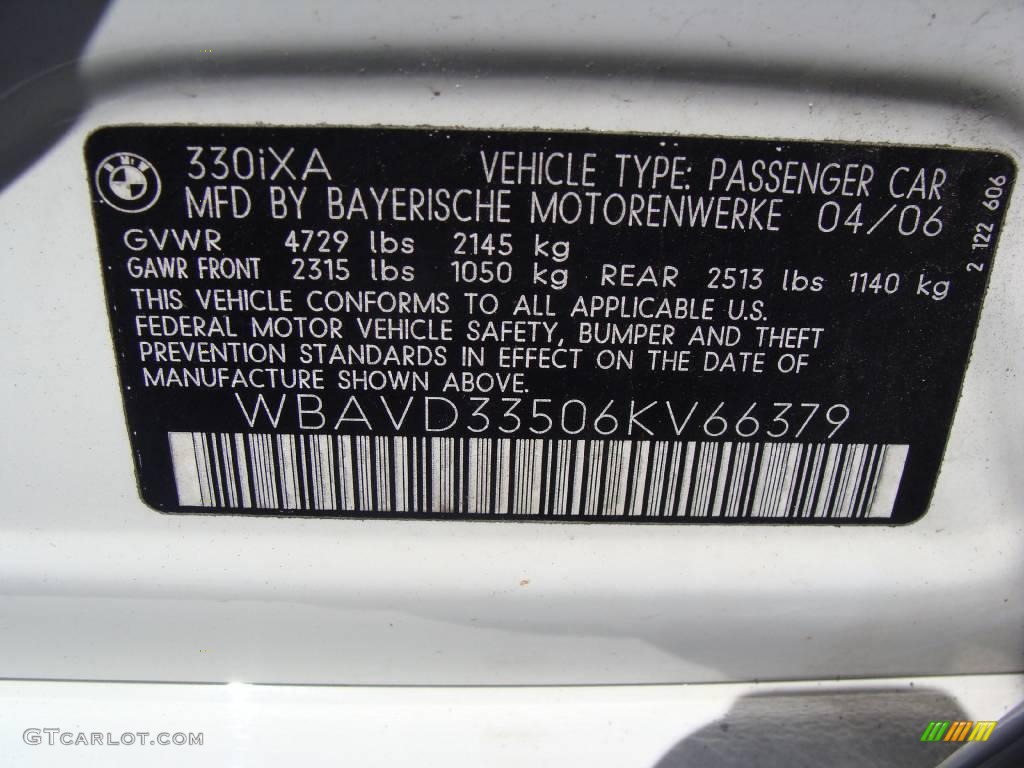 BMW
330iXA VEHICLE TYPE: PASSENGER CAR
MFD BY BAYERISCHE MOTORENWERKE 04/06
GVWR 4729 lbs 2145 kg
GAWR FRONT 2315 lbs 1050 kg REAR 2513 lbs 1140 kg
THIS VEHICLE CONFORMS TO ALL APPLICABLE U.S.
FEDERAL MOTOR VEHICLE SAFETY, BUMPER AND THEFT
PREVENTION STANDARDS IN EFFECT ON THE DATE OF
MANUFACTURE SHOWN ABOVE.
WBAVD33506KV66379
2 122 606
GTCARLOT.COM